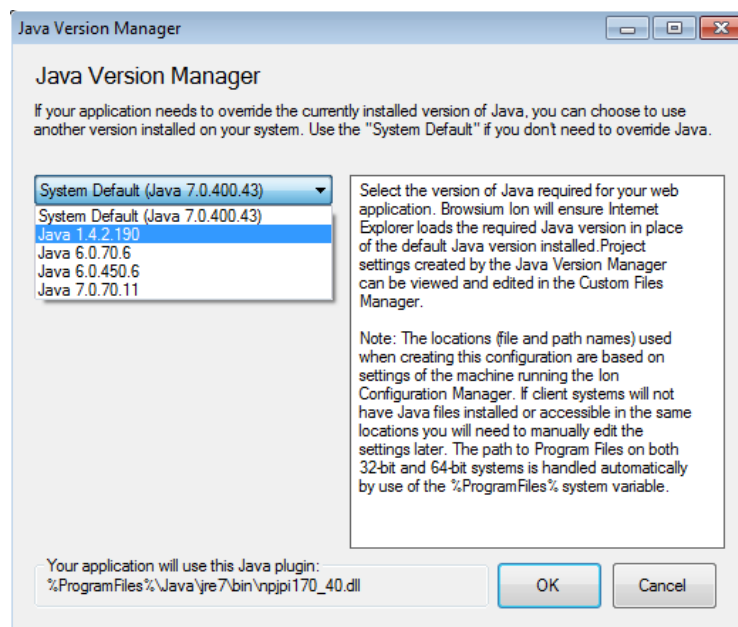 Java Version Manager
Java Version Manager
If your application needs to override the currently installed version of Java, you can choose to use
another version installed on your system. Use the "System Default" if you don't need to override Java.
System Default (Java 7.0.400.43)
System Default (Java 7.0.400.43)
Java 1.4.2.190
Java 6.0.70.6
Java 6.0.450.6
Java 7.0.70.11
Select the version of Java required for your web
application. Browsium Ion will ensure Internet
Explorer loads the required Java version in place
of the default Java version installed.Project
settings created by the Java Version Manager
can be viewed and edited in the Custom Files
Manager.
Note: The locations (file and path names) used
when creating this configuration are based on
settings of the machine running the Ion
Configuration Manager. If client systems will not
have Java files installed or accessible in the same
locations you will need to manually edit the
settings later. The path to Program Files on both
32-bit and 64-bit systems is handled automatically
by use of the %ProgramFiles% system variable.
Your application will use this Java plugin:
%ProgramFiles%\Java\jre7\bin\npjpi170_40.dll
OK
Cancel